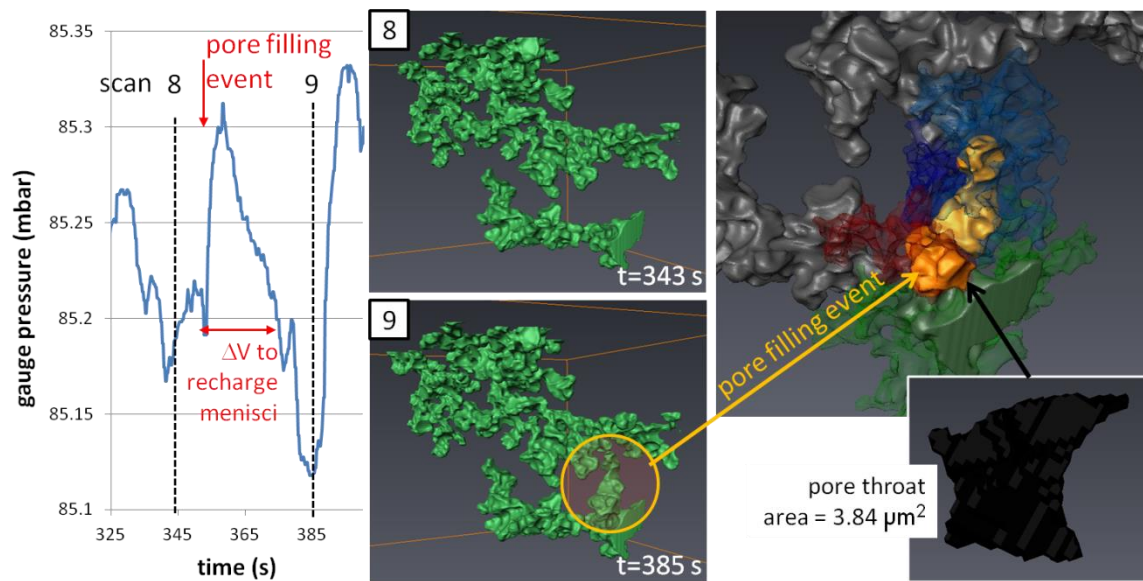 85.35
85.3
85.25
85.2
85.15
85.1
gauge pressure (mbar)
325
345
365
385
time (s)
pore filling
event
scan 8
9
ΔV to
recharge
menisci
8
t=343 s
9
t=385 s
pore filling event
pore throat
area = 3.84 µm²